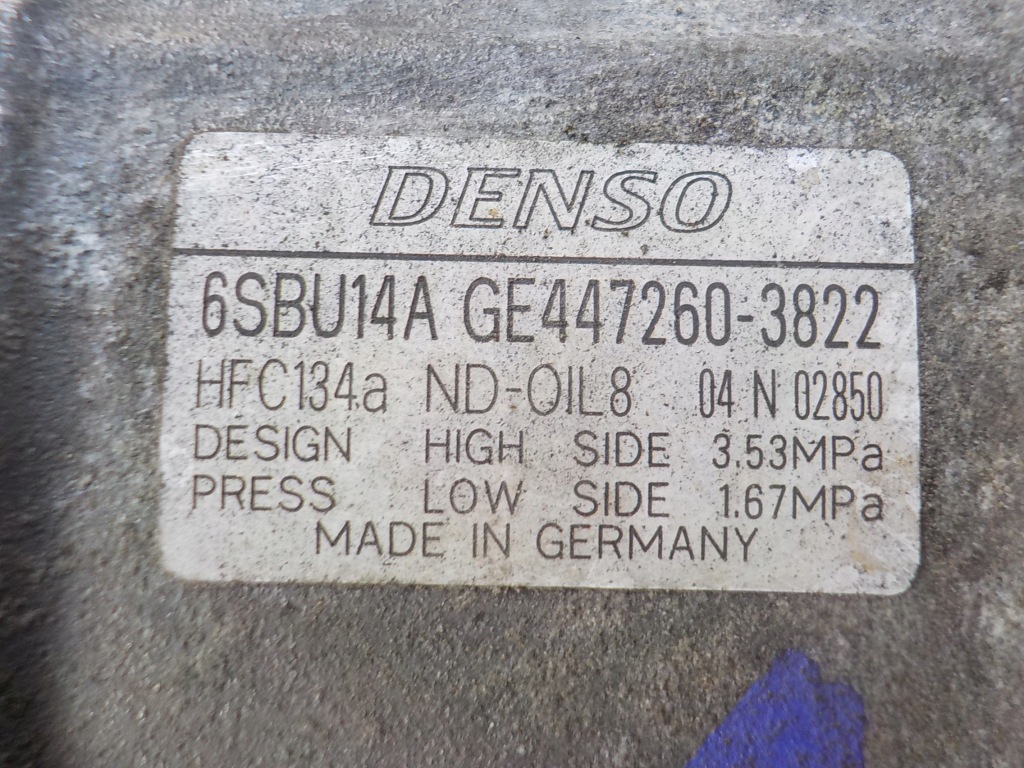 DENSO
6SBU14A GE447260-3822
HFC134a ND-OIL8 04 N 02850
DESIGN HIGH SIDE 3.53MPa
PRESS LOW SIDE 1.67MPa
MADE IN GERMANY